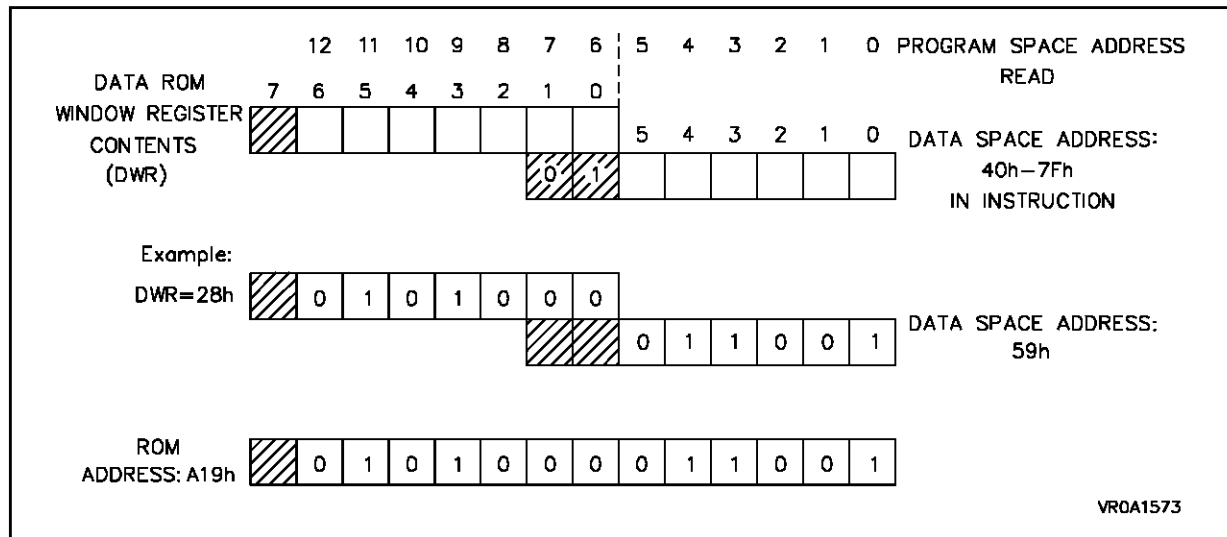 12 11 10 9 8 7 6 5 4 3 2 1 0 PROGRAM SPACE ADDRESS
READ
DATA ROM
WINDOW REGISTER
CONTENTS
(DWR)
7 6 5 4 3 2 1 0
5 4 3 2 1 0
0 1
DATA SPACE ADDRESS:
40h-7Fh
IN INSTRUCTION
Example:
DWR=28h
0 1 0 1 0 0 0
0 1 1 0 0 1
DATA SPACE ADDRESS:
59h
ROM
ADDRESS: A19h
0 1 0 1 0 0 0 0 1 1 0 0 1
VR0A1573